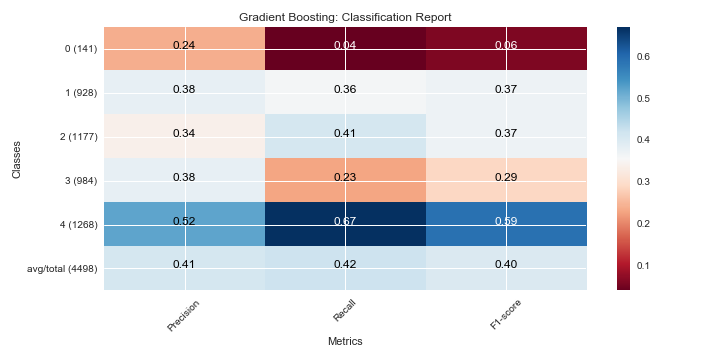 Gradient Boosting: Classification Report
0 (141) 0.24 0.04 0.06
1 (928) 0.38 0.36 0.37
2 (1177) 0.34 0.41 0.37
3 (984) 0.38 0.23 0.29
4 (1268) 0.52 0.67 0.59
avg/total (4498) 0.41 0.42 0.40
Classes
Precision Recall F1-score
Metrics
0.6
0.5
0.4
0.3
0.2
0.1